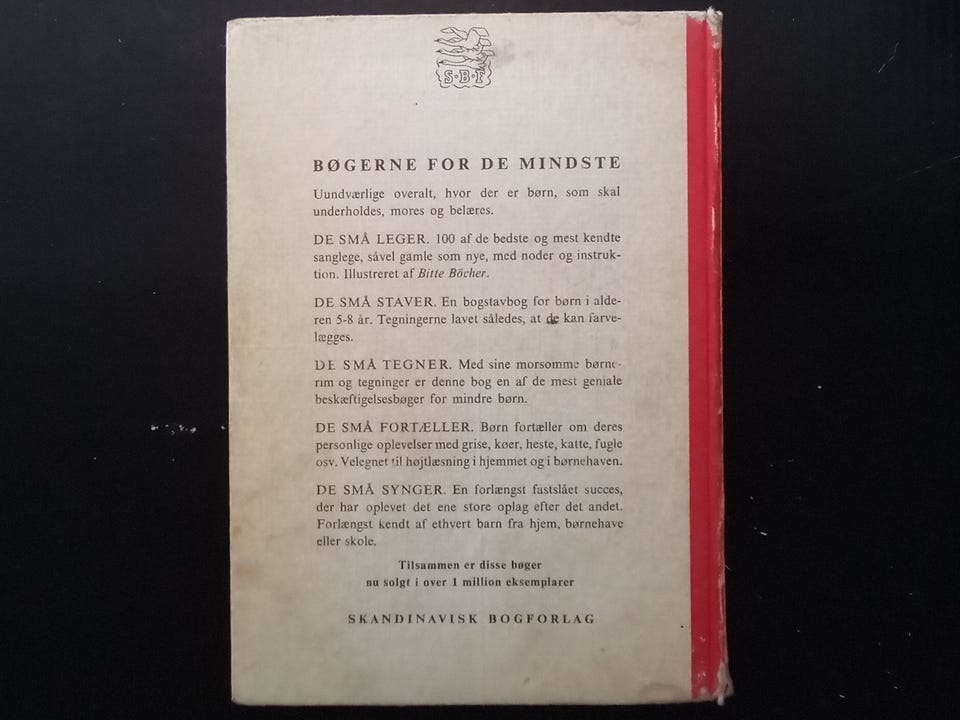 S·B·F
BØGERNE FOR DE MINDSTE
Uundværlige overalt, hvor der er børn, som skal
underholdes, mores og belæres.
DE SMÅ LEGER. 100 af de bedste og mest kendte
sanglege, såvel gamle som nye, med noder og instruk-
tion. Illustreret af Bitte Böcher.
DE SMÅ STAVER. En bogstavbog for børn i alde-
ren 5-8 år. Tegningerne lavet således, at de kan farve-
lægges.
DE SMÅ TEGNER. Med sine morsomme børne-
rim og tegninger er denne bog en af de mest geniale
beskæftigelsesbøger for mindre børn.
DE SMÅ FORTÆLLER. Børn fortæller om deres
personlige oplevelser med grise, køer, heste, katte, fugle
osv. Velegnet til højtlæsning i hjemmet og i børnehaven.
DE SMÅ SYNGER. En forlængst fastslået succes,
der har oplevet det ene store oplag efter det andet.
Forlængst kendt af ethvert barn fra hjem, børnehave
eller skole.
Tilsammen er disse bøger
nu solgt i over 1 million eksemplarer
SKANDINAVISK BOGFORLAG